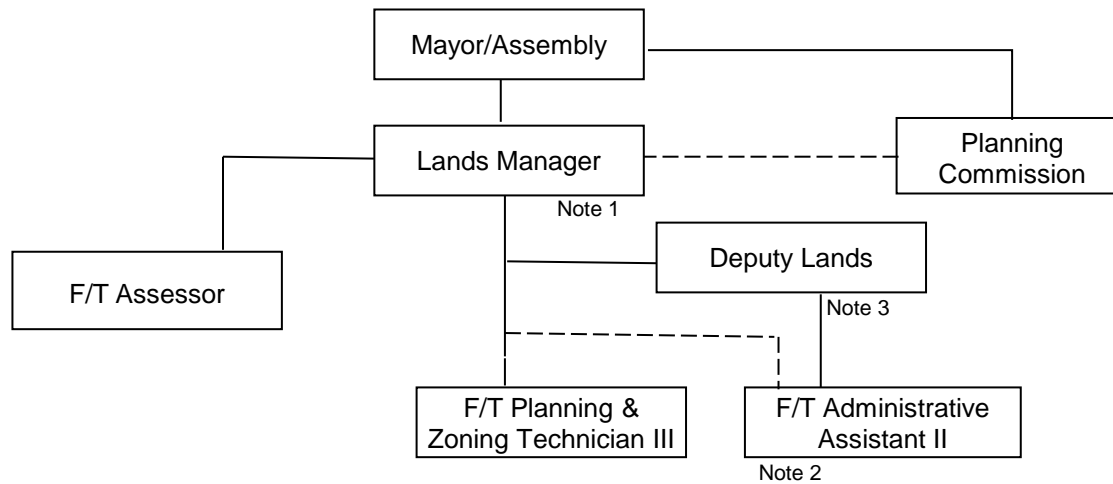 Mayor/Assembly
Planning
Commission
Lands Manager
Note 1
Deputy Lands
F/T Assessor
Note 3
F/T Planning &
Zoning Technician III
F/T Administrative
Assistant II
Note 2